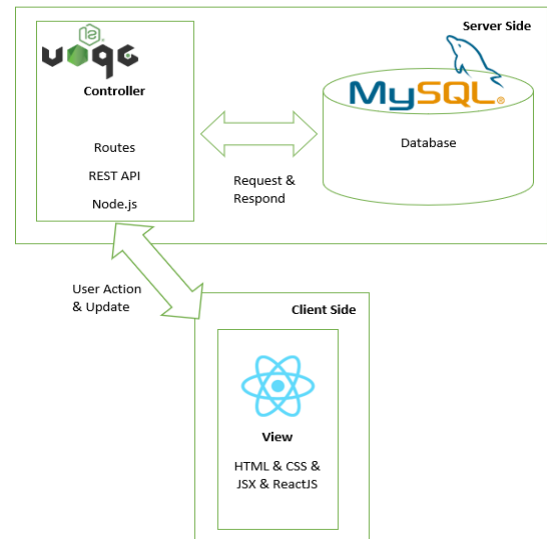 Server Side
Controller
MySQL®
Database
Routes
REST API
Node.js
Request &
Respond
User Action
& Update
Client Side
View
HTML & CSS &
JSX & ReactJS